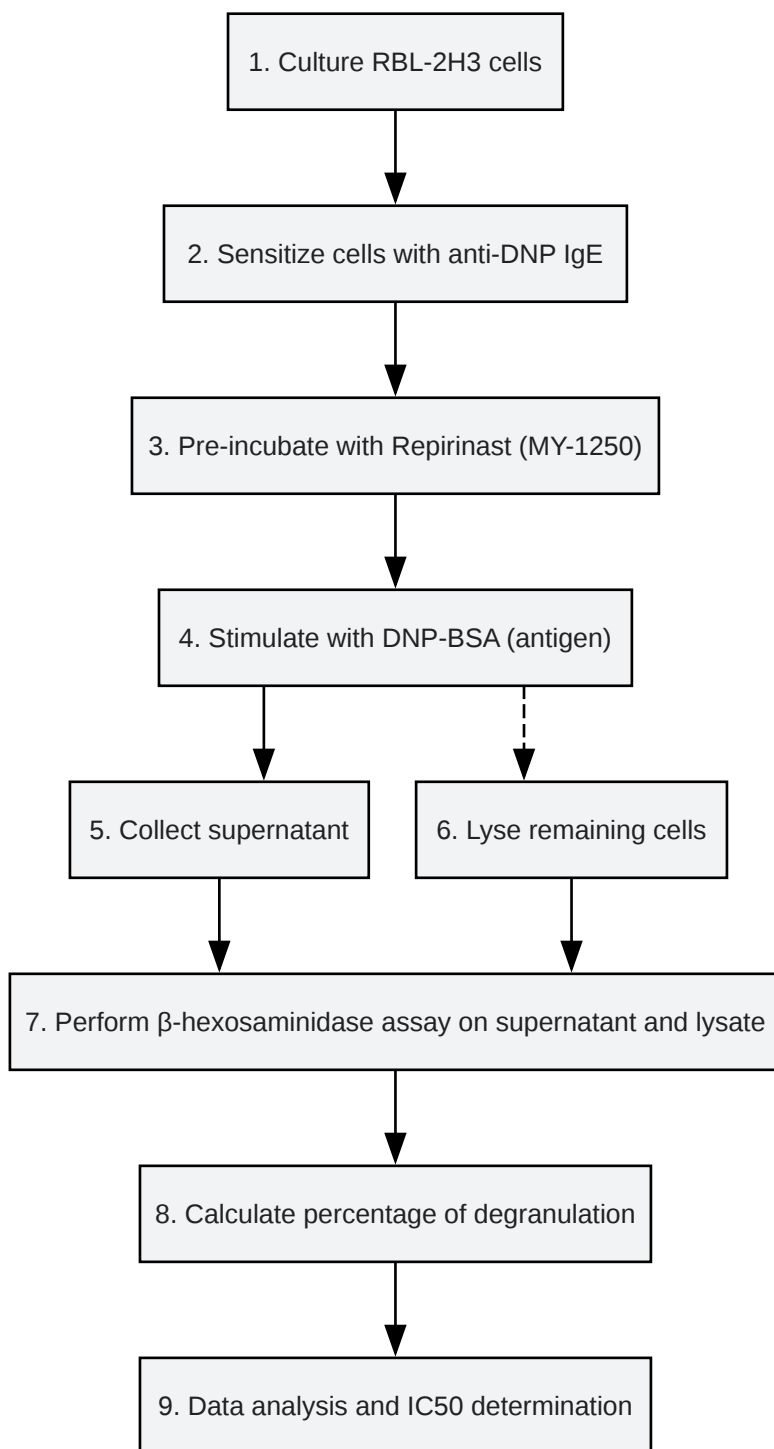 1. Culture RBL-2H3 cells
2. Sensitize cells with anti-DNP IgE
3. Pre-incubate with Repirinast (MY-1250)
4. Stimulate with DNP-BSA (antigen)
5. Collect supernatant
6. Lyse remaining cells
7. Perform β-hexosaminidase assay on supernatant and lysate
8. Calculate percentage of degranulation
9. Data analysis and IC50 determination